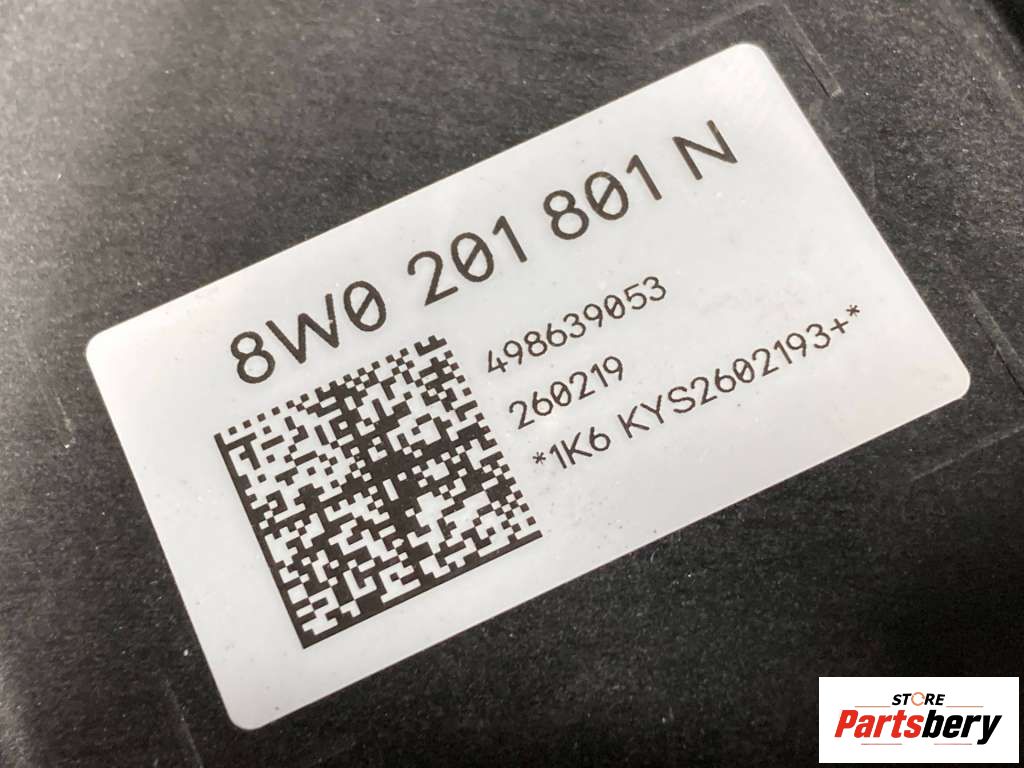 8W0 201 801 N
498639053
260219
*1K6 KYS2602193+*
STORE
Partsbery